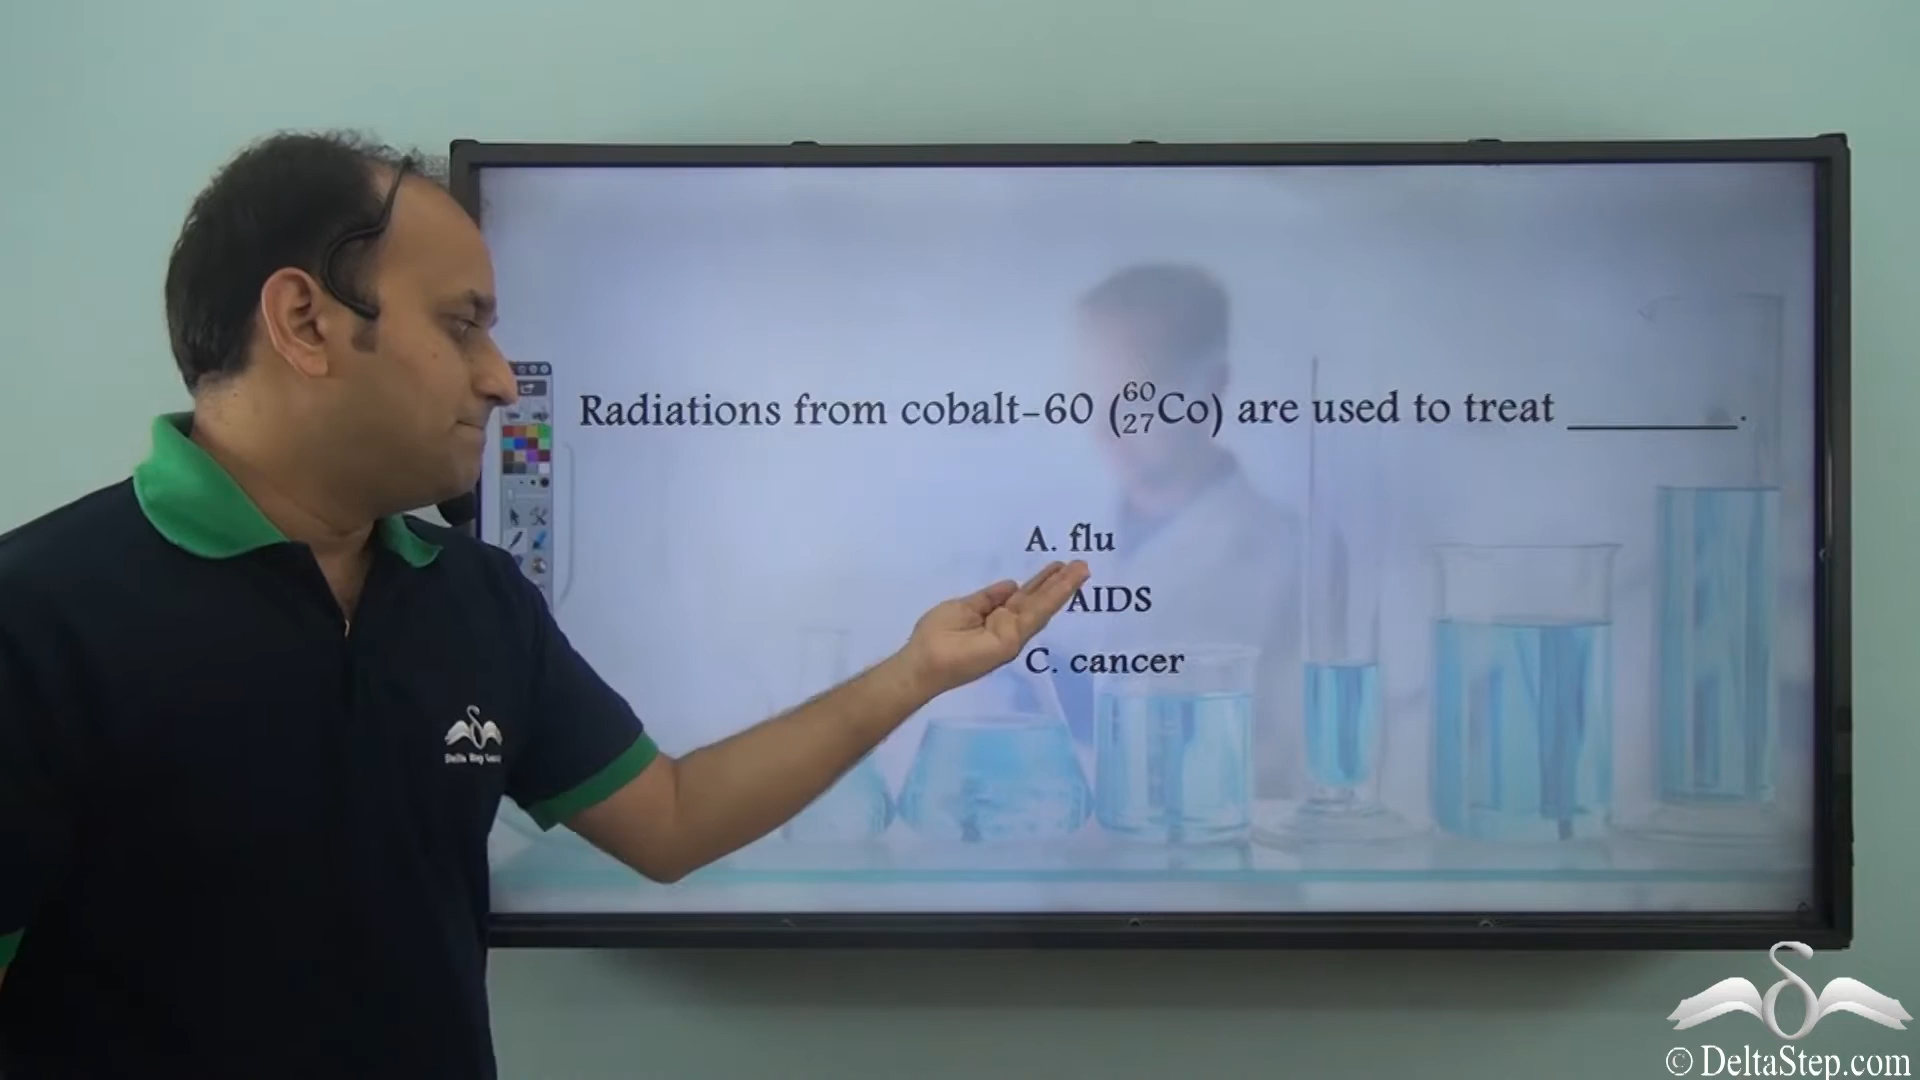 Radiations from cobalt-60 (⁶⁰₂₇Co) are used to treat ________.
A. flu
AIDS
C. cancer
© DeltaStep.com